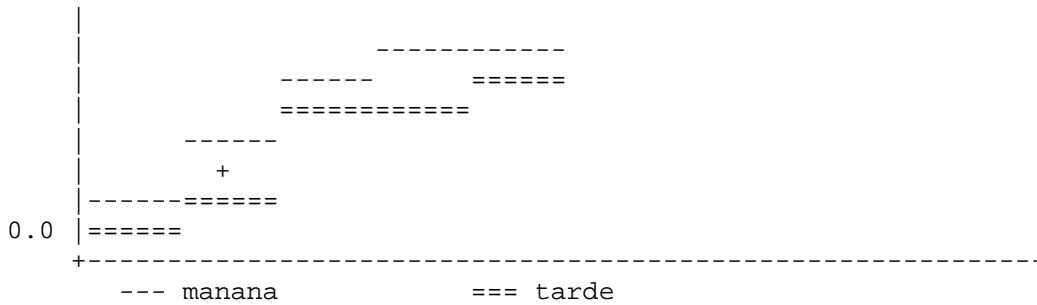 0.0
--- manana === tarde